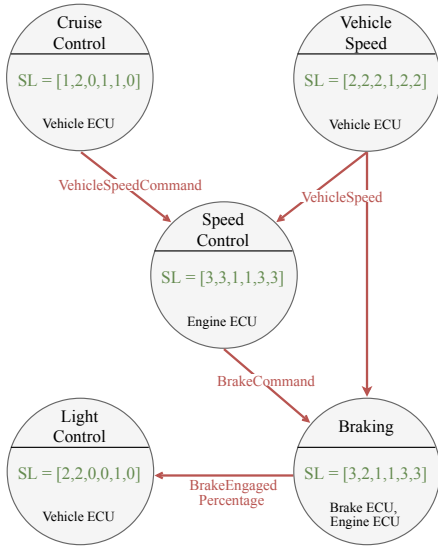 Cruise
Control
SL = [1,2,0,1,1,0]
Vehicle ECU
Vehicle
Speed
SL = [2,2,2,1,2,2]
Vehicle ECU
VehicleSpeedCommand
VehicleSpeed
Speed
Control
SL = [3,3,1,1,3,3]
Engine ECU
BrakeCommand
Light
Control
SL = [2,2,0,0,1,0]
Vehicle ECU
BrakeEngaged
Percentage
Braking
SL = [3,2,1,1,3,3]
Brake ECU,
Engine ECU